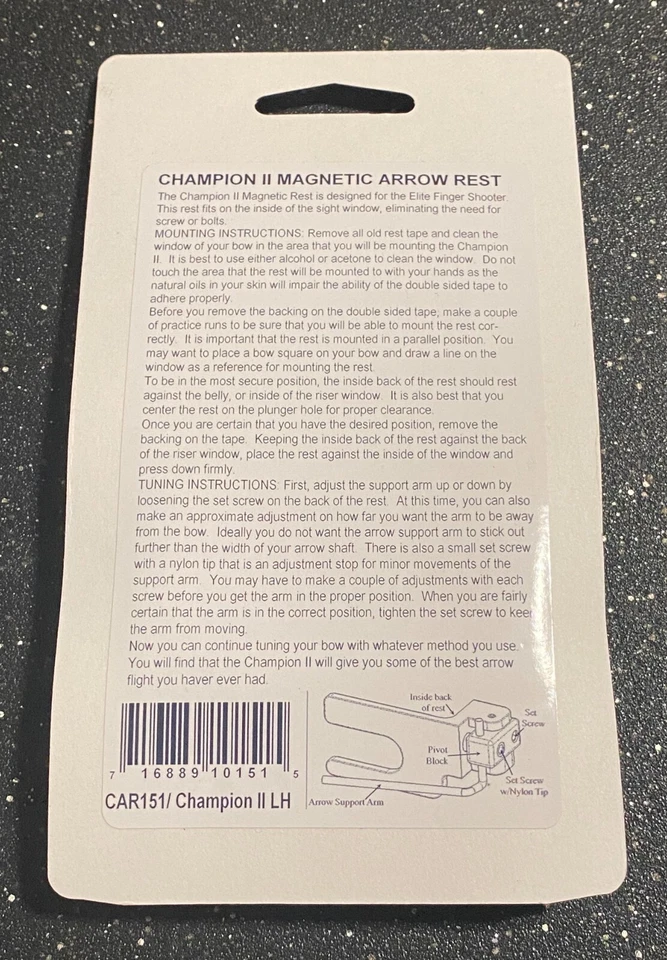 CHAMPION II MAGNETIC ARROW REST
The Champion II Magnetic Rest is designed for the Elite Finger Shooter.
This rest fits on the inside of the sight window, eliminating the need for
screw or bolts.
MOUNTING INSTRUCTIONS: Remove all old rest tape and clean the
window of your bow in the area that you will be mounting the Champion
II. It is best to use either alcohol or acetone to clean the window. Do not
touch the area that the rest will be mounted to with your hands as the
natural oils in your skin will impair the ability of the double sided tape to
adhere properly.
Before you remove the backing on the double sided tape, make a couple
of practice runs to be sure that you will be able to mount the rest cor-
rectly. It is important that the rest is mounted in a parallel position. You
may want to place a bow square on your bow and draw a line on the
window as a reference for mounting the rest.
To be in the most secure position, the inside back of the rest should rest
against the belly, or inside of the riser window. It is also best that you
center the rest on the plunger hole for proper clearance.
Once you are certain that you have the desired position, remove the
backing on the tape. Keeping the inside back of the rest against the back
of the riser window, place the rest against the inside of the window and
press down firmly.
TUNING INSTRUCTIONS: First, adjust the support arm up or down by
loosening the set screw on the back of the rest. At this time, you can also
make an approximate adjustment on how far you want the arm to be away
from the bow. Ideally you do not want the arrow support arm to stick out
further than the width of your arrow shaft. There is also a small set screw
with a nylon tip that is an adjustment stop for minor movements of the
support arm. You may have to make a couple of adjustments with each
screw before you get the arm in the proper position. When you are fairly
certain that the arm is in the correct position, tighten the set screw to keep
the arm from moving.
Now you can continue tuning your bow with whatever method you use.
You will find that the Champion II will give you some of the best arrow
flight you haver ever had.
Inside back
of rest
Set
Screw
Pivot
Block
Set Screw
w/Nylon Tip
Arrow Support Arm
7 16889 10151 5
CAR151/ Champion II LH